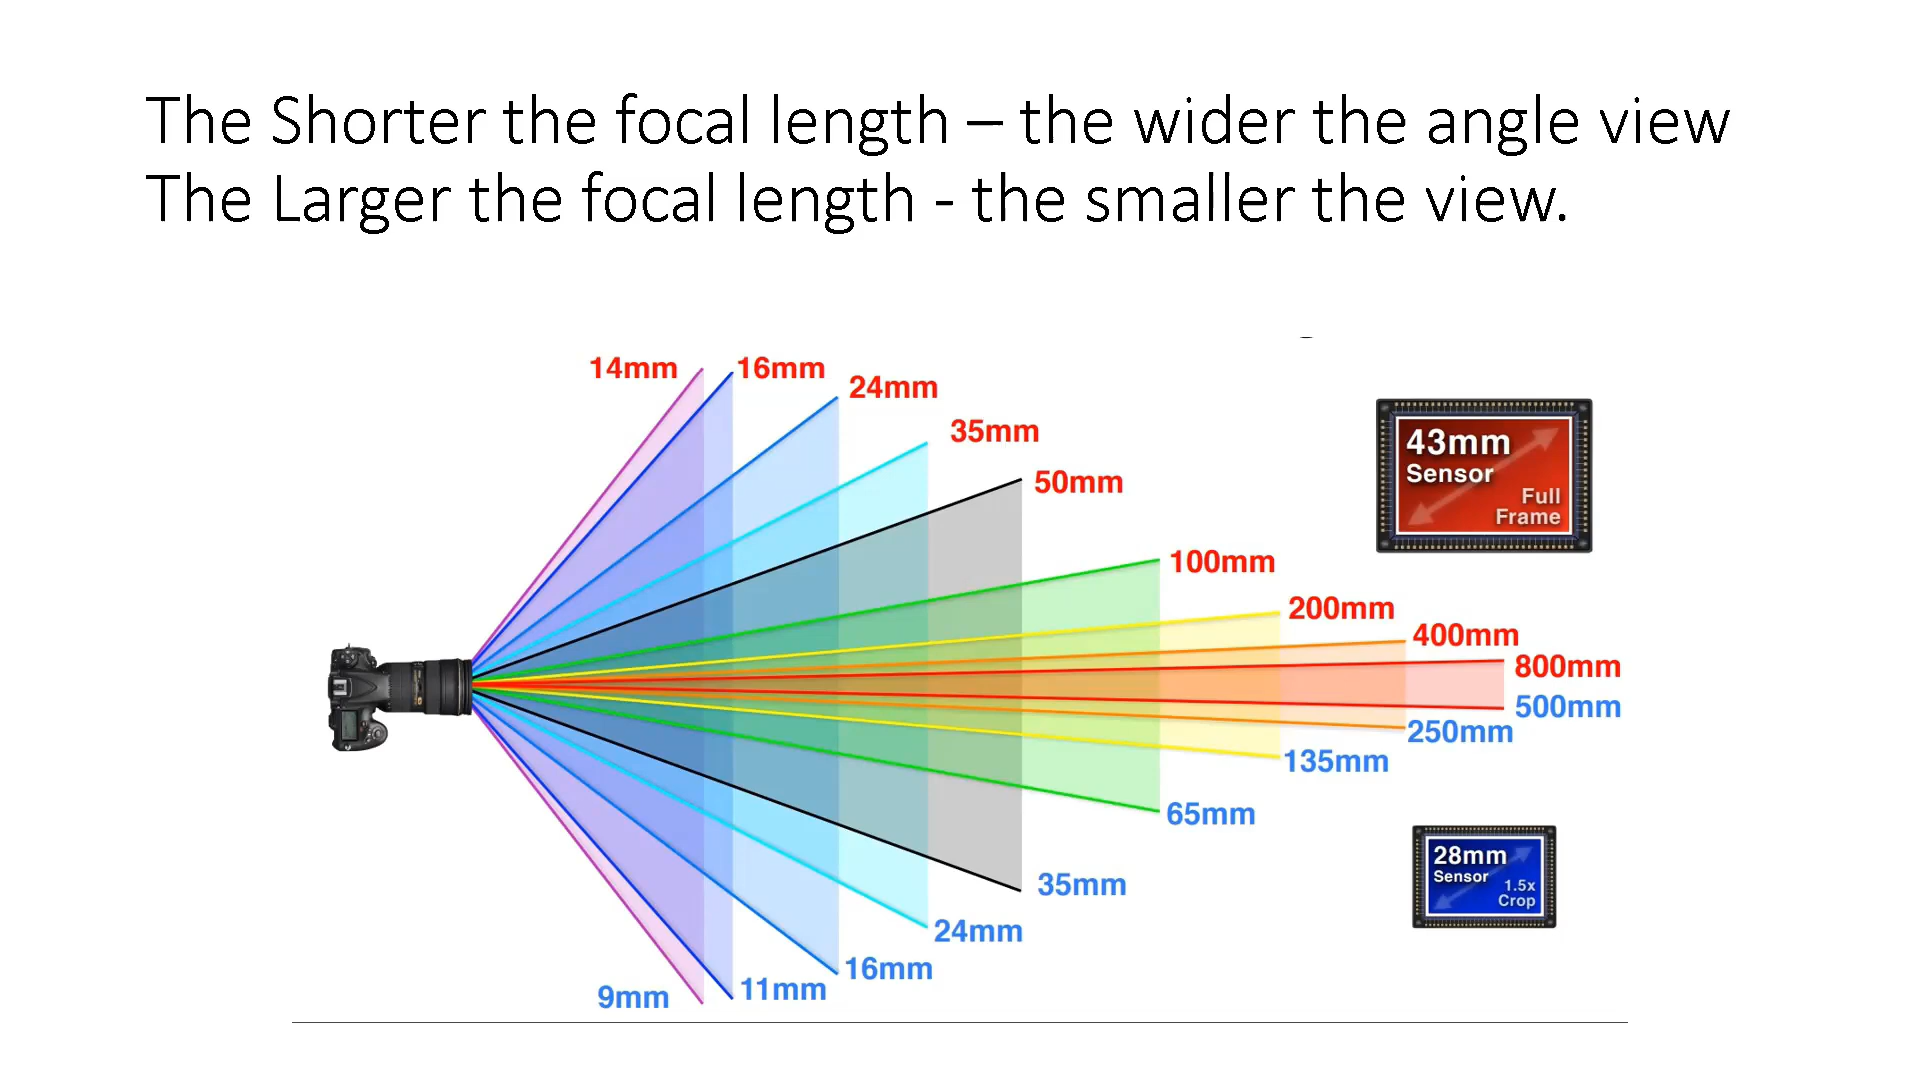 The Shorter the focal length – the wider the angle view
The Larger the focal length - the smaller the view.
14mm
16mm
24mm
35mm
50mm
100mm
200mm
400mm
800mm
500mm
250mm
135mm
65mm
35mm
24mm
16mm
11mm
9mm
43mm
Sensor
Full
Frame
28mm
Sensor
1.5x
Crop